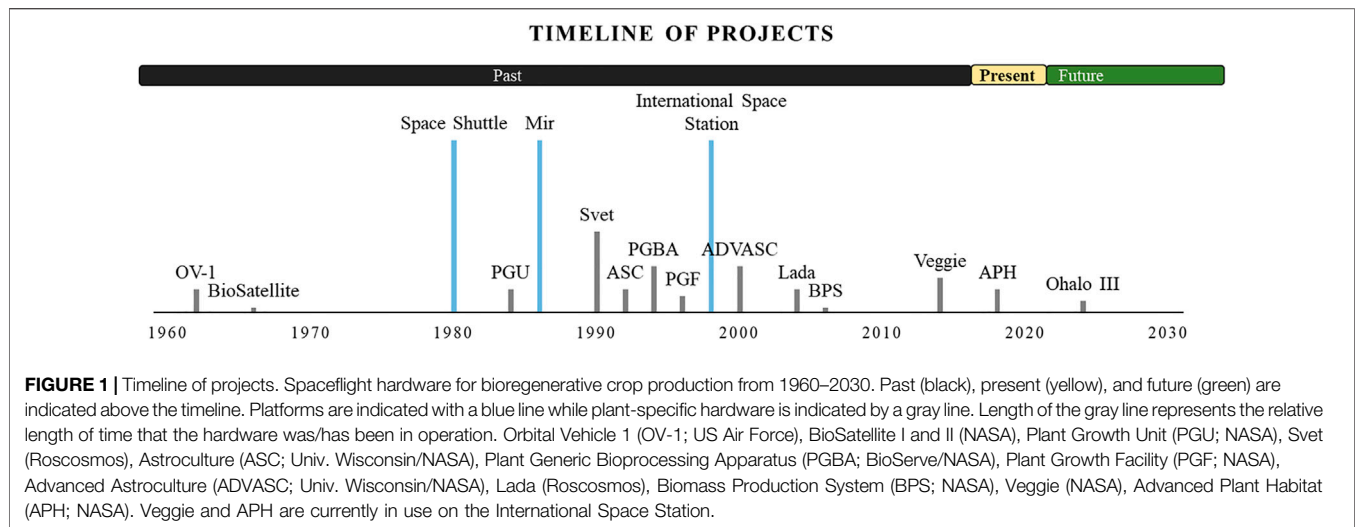 TIMELINE OF PROJECTS
Past
Present
Future
International Space
Station
Space Shuttle
Mir
Svet
PGBA
ADVASC
OV-1
BioSatellite
PGU
ASC
PGF
Lada
BPS
Veggie
APH
Ohalo III
1960
1970
1980
1990
2000
2010
2020
2030
FIGURE 1 | Timeline of projects. Spaceflight hardware for bioregenerative crop production from 1960–2030. Past (black), present (yellow), and future (green) are
indicated above the timeline. Platforms are indicated with a blue line while plant-specific hardware is indicated by a gray line. Length of the gray line represents the relative
length of time that the hardware was/has been in operation. Orbital Vehicle 1 (OV-1; US Air Force), BioSatellite I and II (NASA), Plant Growth Unit (PGU; NASA), Svet
(Roscosmos), Astroculture (ASC; Univ. Wisconsin/NASA), Plant Generic Bioprocessing Apparatus (PGBA; BioServe/NASA), Plant Growth Facility (PGF; NASA),
Advanced Astroculture (ADVASC; Univ. Wisconsin/NASA), Lada (Roscosmos), Biomass Production System (BPS; NASA), Veggie (NASA), Advanced Plant Habitat
(APH; NASA). Veggie and APH are currently in use on the International Space Station.